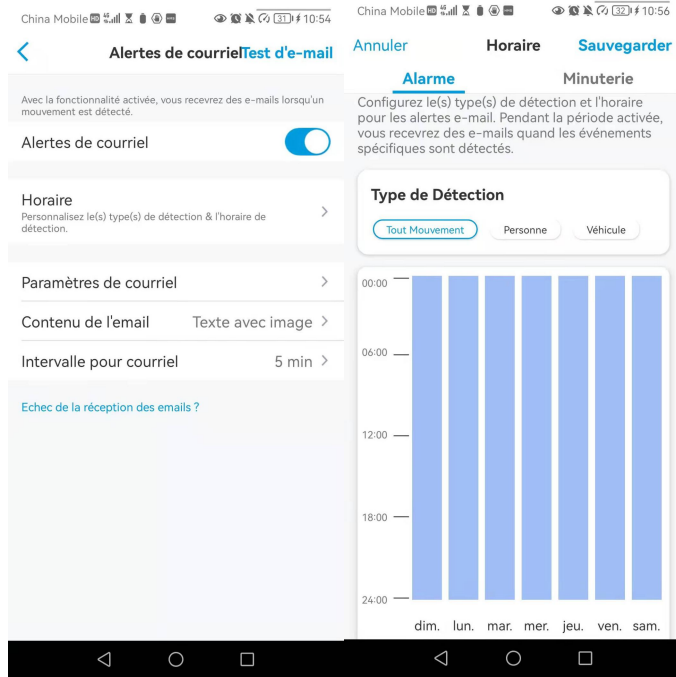 China Mobile
31
10:54
Alertes de courriel
Test d'e-mail
Avec la fonctionnalité activée, vous recevrez des e-mails lorsqu'un
mouvement est détecté.
Alertes de courriel
Horaire
Personnalisez le(s) type(s) de détection & l'horaire de
détection.
Paramètres de courriel
Contenu de l'email
Texte avec image
Intervalle pour courriel
5 min
Echec de la réception des emails ?
China Mobile
32
10:56
Annuler
Horaire
Sauvegarder
Alarme
Minuterie
Configurez le(s) type(s) de détection et l'horaire
pour les alertes e-mail. Pendant la période activée,
vous recevrez des e-mails quand les événements
spécifiques sont détectés.
Type de Détection
Tout Mouvement
Personne
Véhicule
00:00
06:00
12:00
18:00
24:00
dim. lun. mar. mer. jeu. ven. sam.